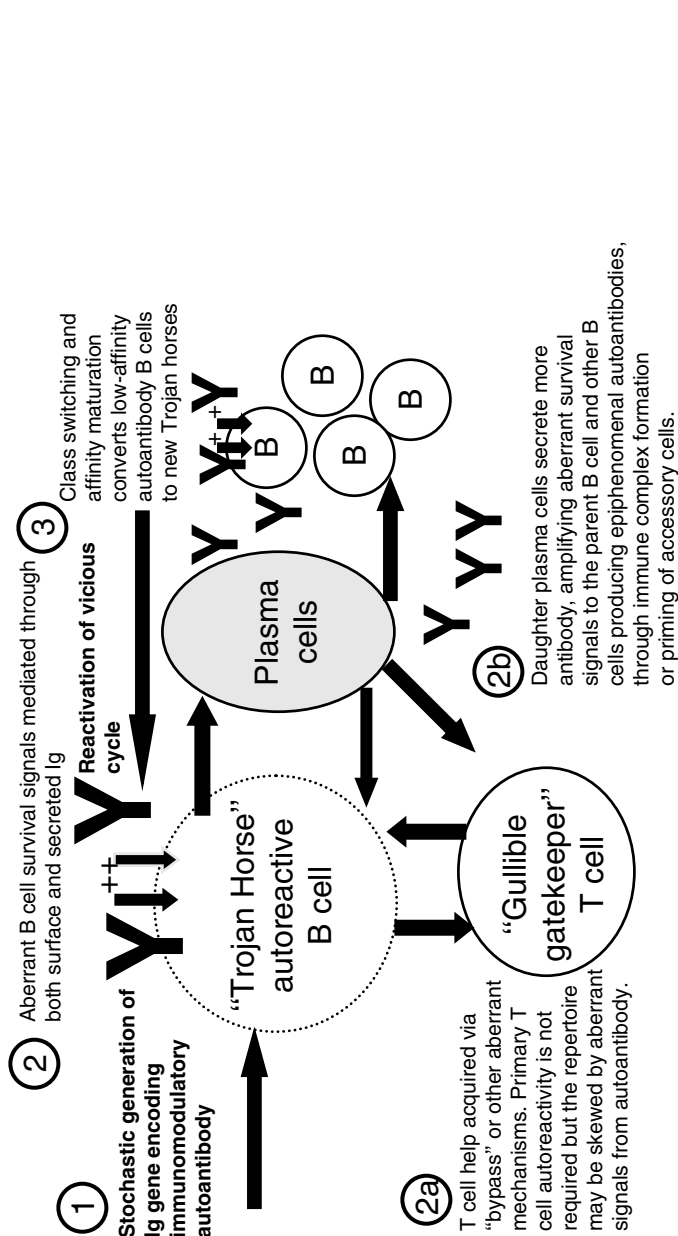 1
Stochastic generation of
Ig gene encoding
immunomodulatory
autoantibody
2
Aberrant B cell survival signals mediated through
both surface and secreted Ig
Y
++
Y
Reactivation of vicious
cycle
3
Class switching and
affinity maturation
converts low-affinity
autoantibody B cells
to new Trojan horses
"Trojan Horse"
autoreactive
B cell
Plasma
cells
Y
Y
Y
++
Y
B
B
B
B
2a
T cell help acquired via
"bypass" or other aberrant
mechanisms. Primary T
cell autoreactivity is not
required but the repertoire
may be skewed by aberrant
signals from autoantibody.
"Gullible
gatekeeper"
T cell
Y
Y Y
2b
Daughter plasma cells secrete more
antibody, amplifying aberrant survival
signals to the parent B cell and other B
cells producing epiphenomenal autoantibodies,
through immune complex formation
or priming of accessory cells.